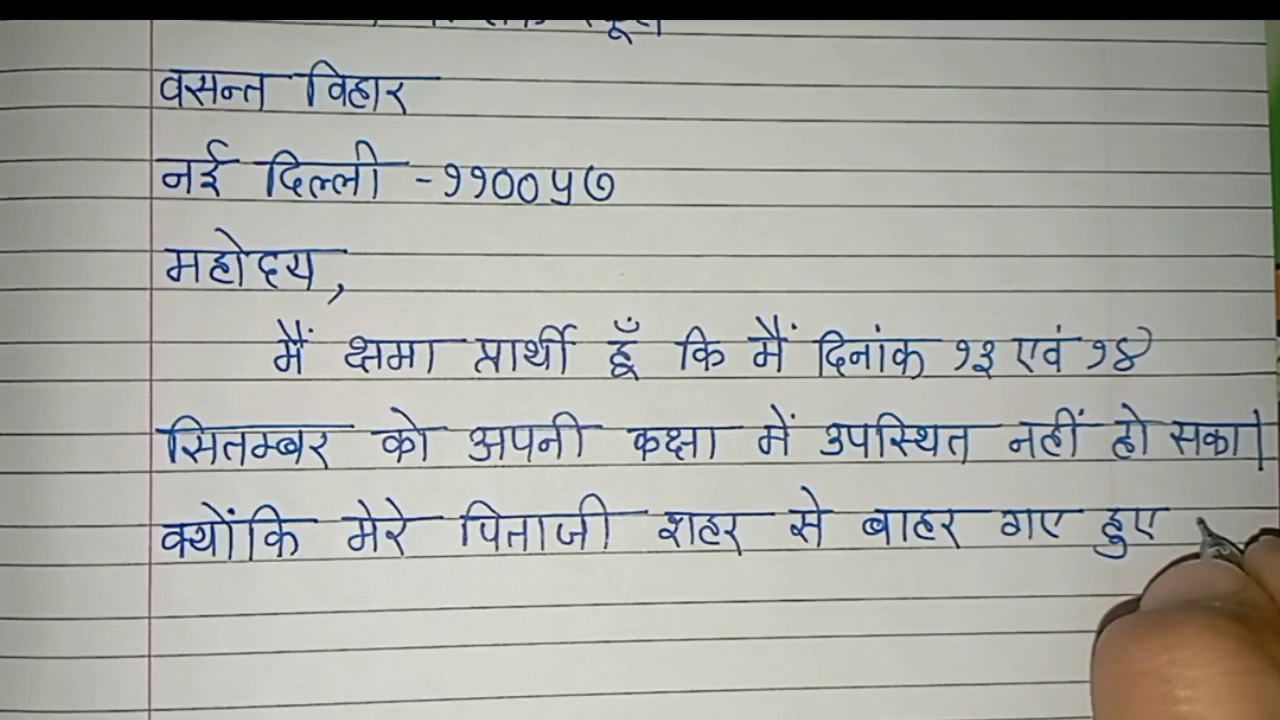 वसन्त विहार
नई दिल्ली -११००५७
महोदय,
मैं क्षमा प्रार्थी हूँ कि मैं दिनांक १३ एवं १४
सितम्बर को अपनी कक्षा में उपस्थित नहीं हो सका।
क्योंकि मेरे पिताजी शहर से बाहर गए हुए